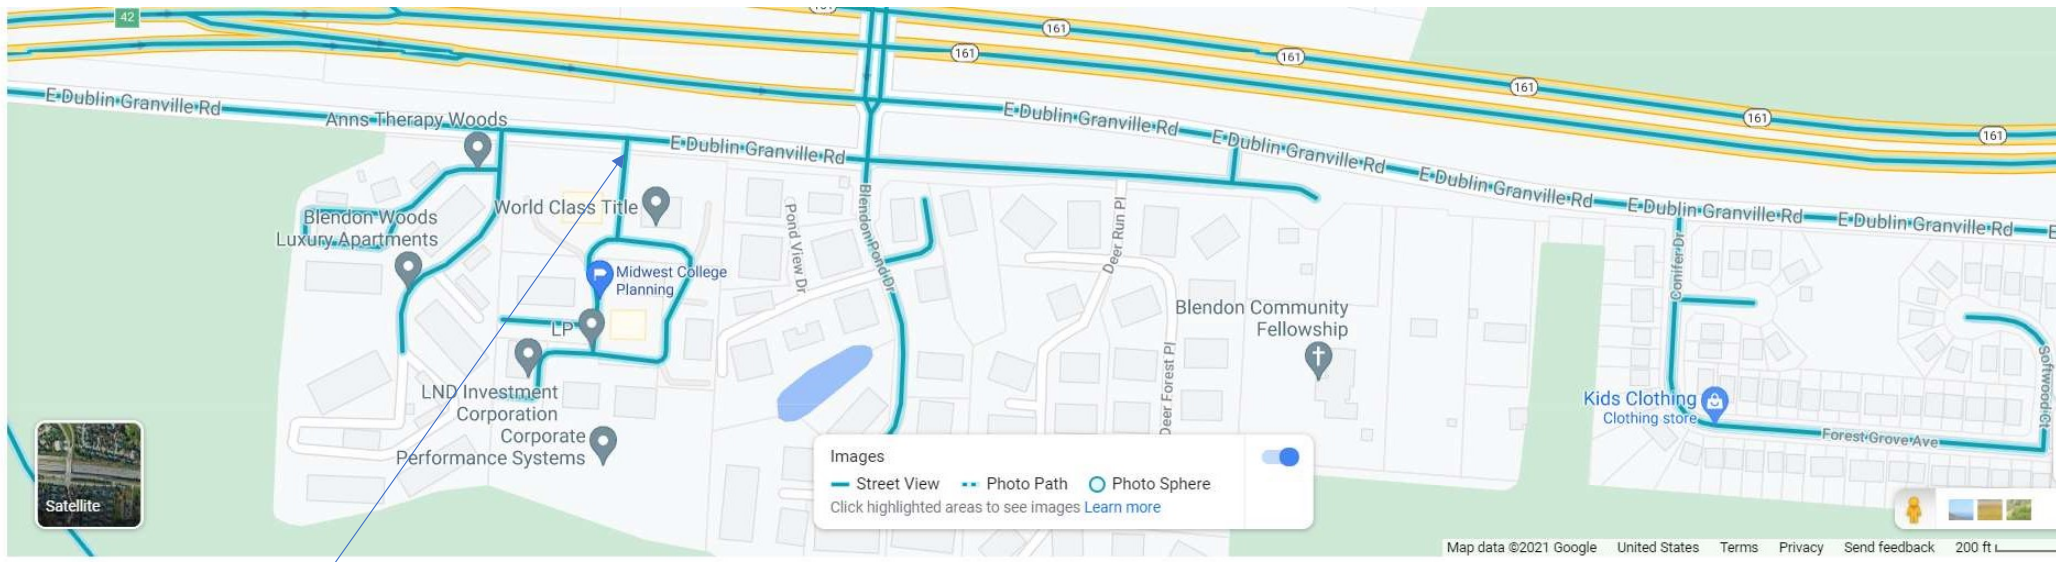 42
161
161
161
161
161
161
161
E Dublin Granville Rd
E Dublin Granville Rd
E Dublin Granville Rd
E Dublin Granville Rd
E Dublin Granville Rd
E Dublin Granville Rd
E Dublin Granville Rd
E
Anns Therapy Woods
Blendon Woods
Luxury Apartments
World Class Title
Midwest College
Planning
LP
LND Investment
Corporation
Corporate
Performance Systems
Pond View Dr
Blendon Pond Dr
Deer Run Pl
Deer Forest Pl
Blendon Community
Fellowship
Conifer Dr
Softwood Ct
Kids Clothing
Clothing store
Forest Grove Ave
Satellite
Images
Street View
Photo Path
Photo Sphere
Click highlighted areas to see images Learn more
Map data ©2021 Google United States Terms Privacy Send feedback 200 ft